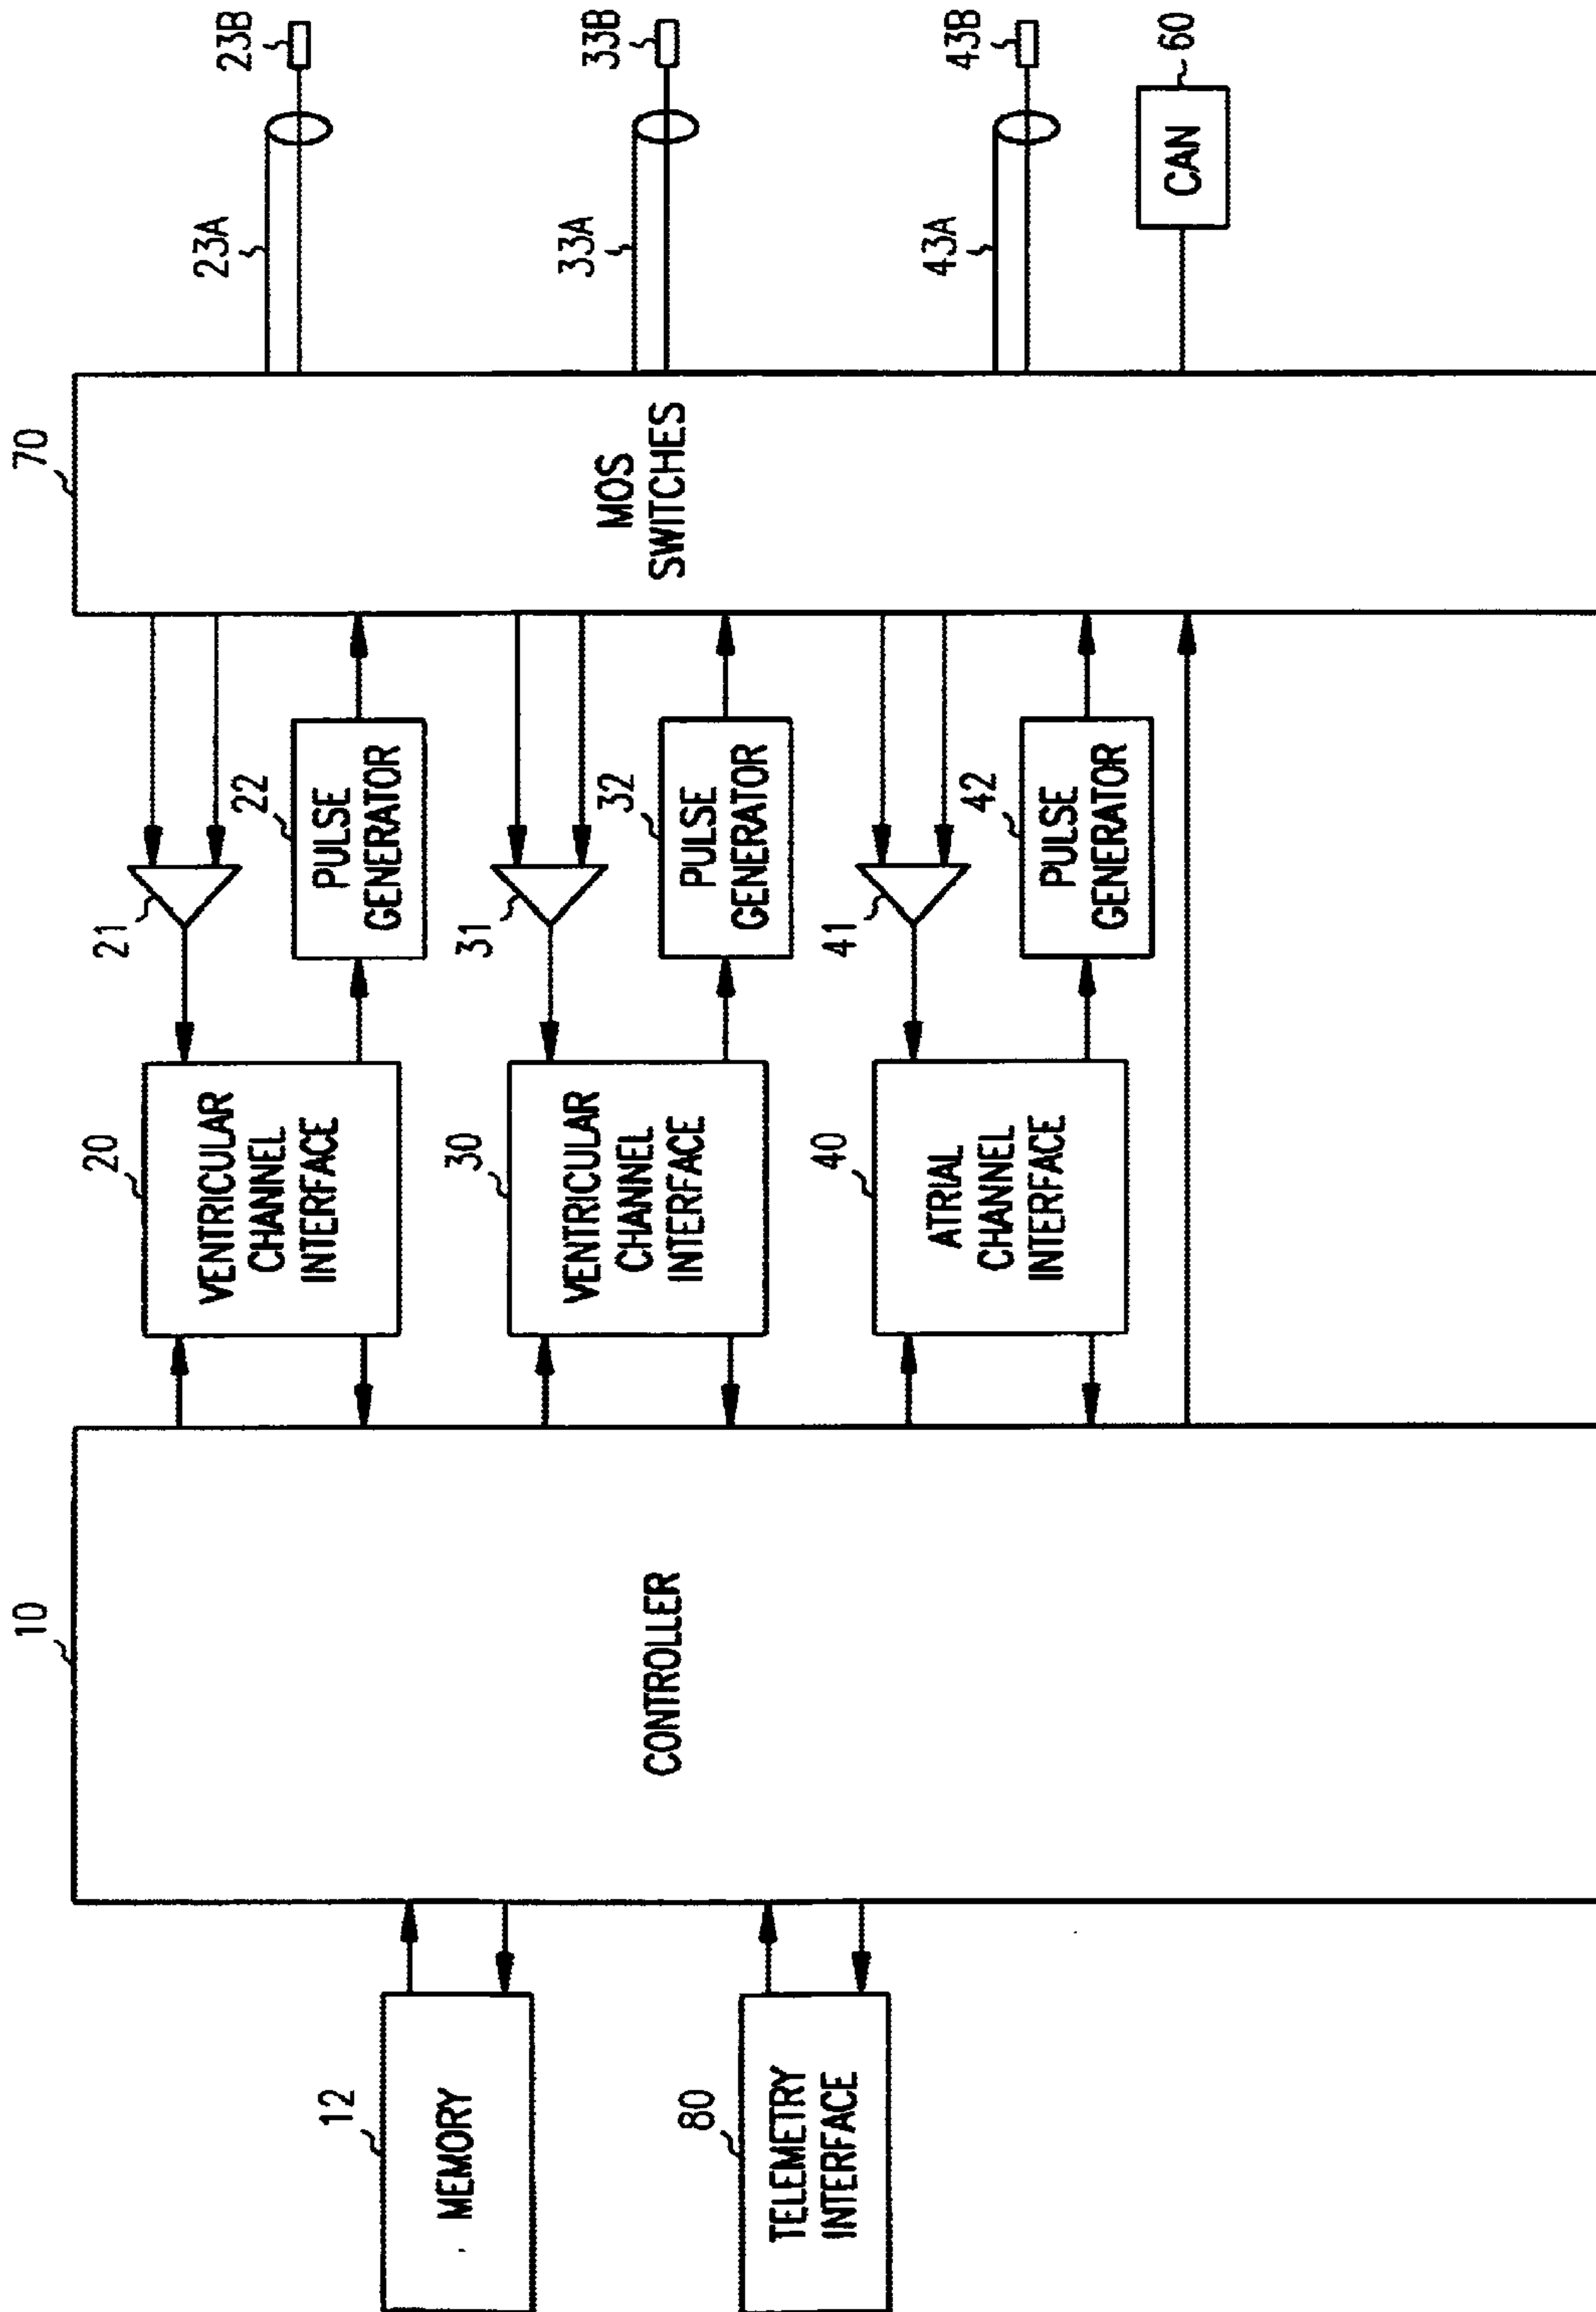 10
70
CONTROLLER
MOS
SWITCHES
12
MEMORY
80
TELEMETRY
INTERFACE
20
VENTRICULAR
CHANNEL
INTERFACE
21
22
PULSE
GENERATOR
23A
23B
30
VENTRICULAR
CHANNEL
INTERFACE
31
32
PULSE
GENERATOR
33A
33B
40
ATRIAL
CHANNEL
INTERFACE
41
42
PULSE
GENERATOR
43A
43B
CAN
60